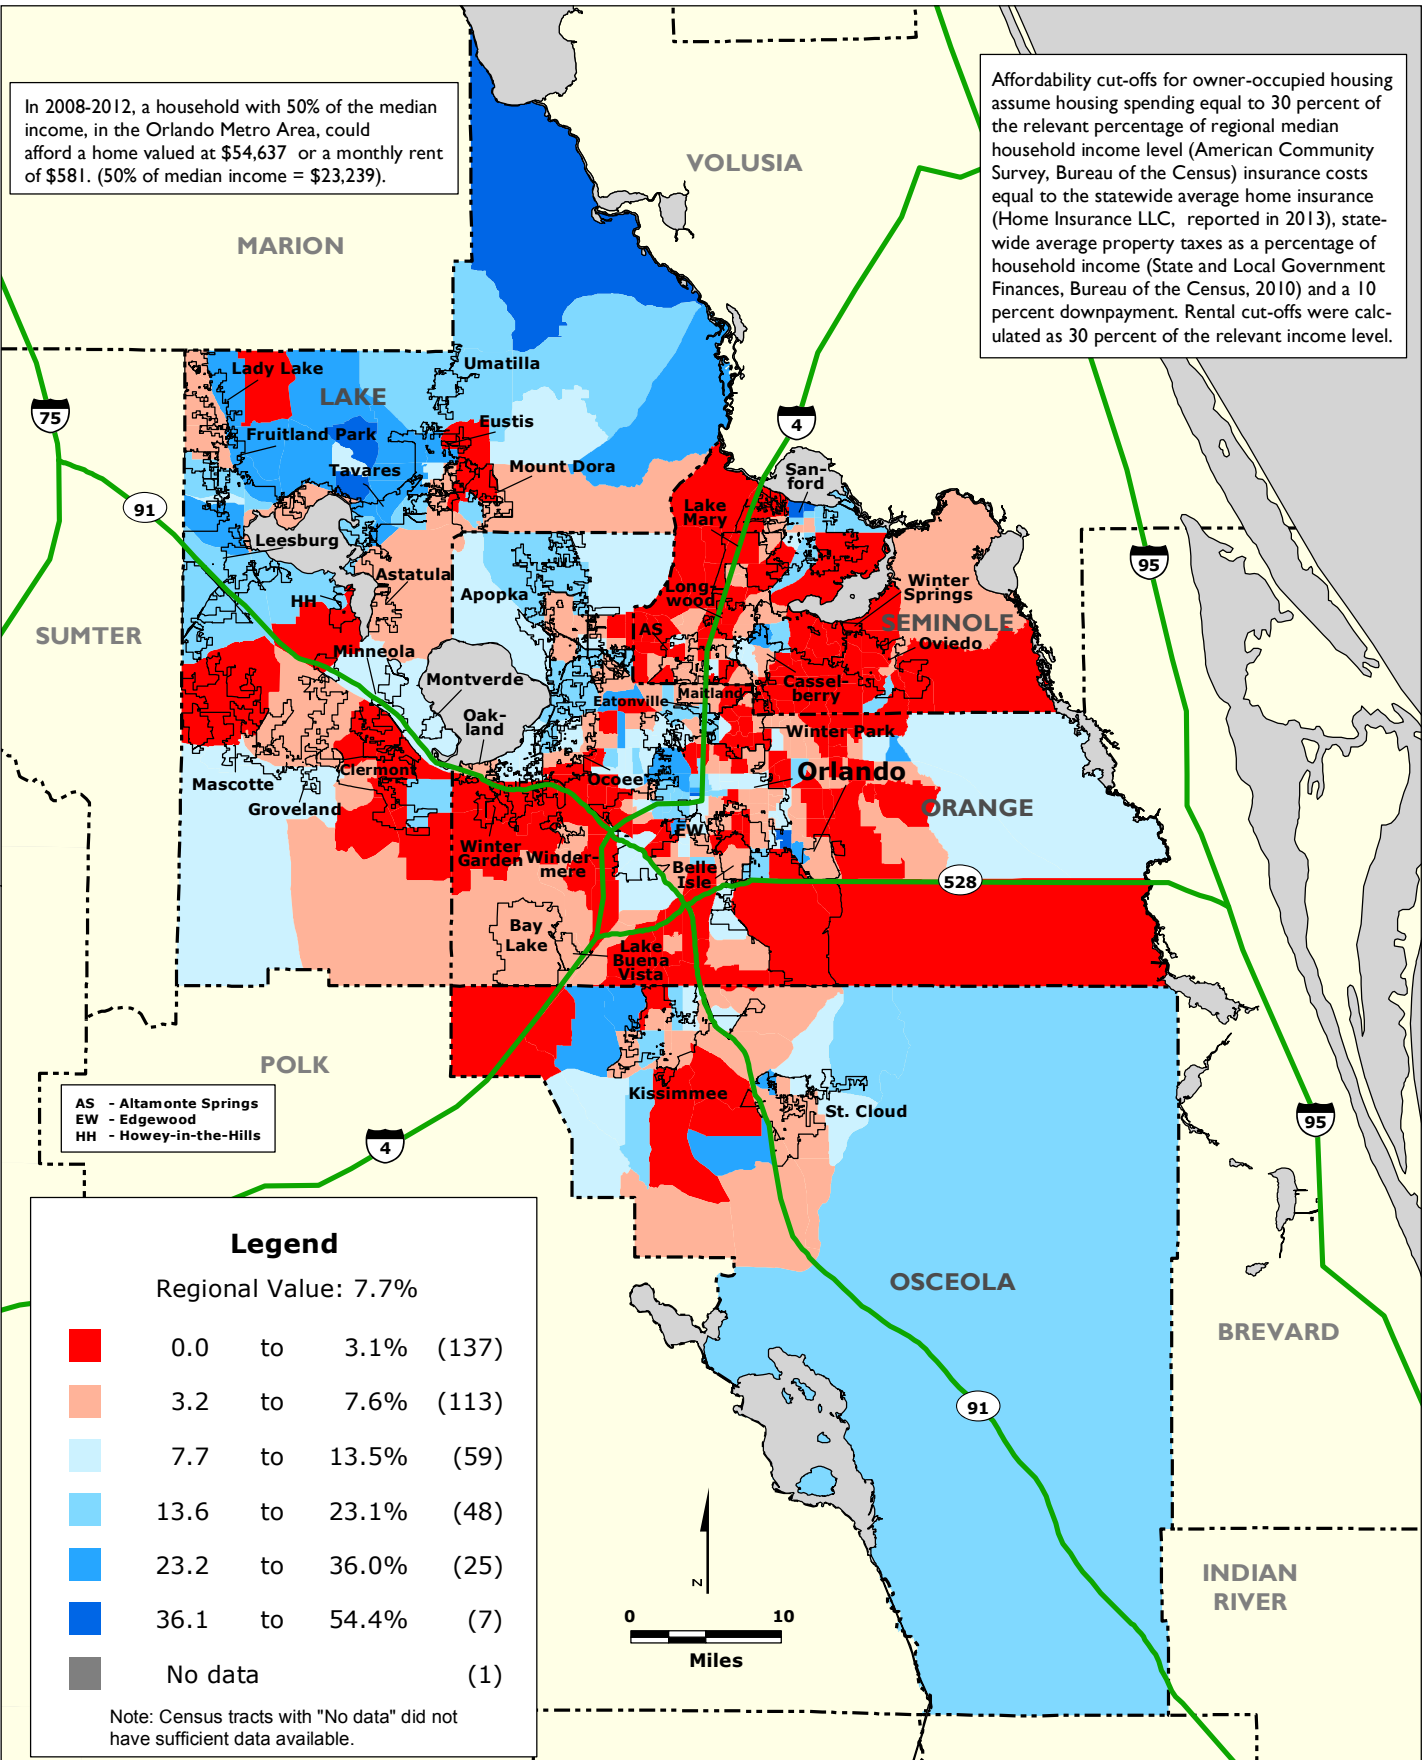 In 2008-2012, a household with 50% of the median
income, in the Orlando Metro Area, could
afford a home valued at $54,637 or a monthly rent
of $581. (50% of median income = $23,239).
Affordability cut-offs for owner-occupied housing
assume housing spending equal to 30 percent of
the relevant percentage of regional median
household income level (American Community
Survey, Bureau of the Census) insurance costs
equal to the statewide average home insurance
(Home Insurance LLC, reported in 2013), state-
wide average property taxes as a percentage of
household income (State and Local Government
Finances, Bureau of the Census, 2010) and a 10
percent downpayment. Rental cut-offs were calc-
ulated as 30 percent of the relevant income level.
VOLUSIA
MARION
Umatilla
Lady Lake
LAKE
75
4
Eustis
Fruitland Park
Tavares
Mount Dora
San-
ford
91
Lake
Mary
Leesburg
95
Astatula
Apopka
HH
Long-
wood
Winter
Springs
SEMINOLE
SUMTER
AS
Oviedo
Minneola
Montverde
Cassel-
berry
Maitland
Eatonville
Oak-
land
Winter Park
Clermont
Ocoee
Orlando
Mascotte
Groveland
ORANGE
EW
Winter
Garden
Winder-
mere
Belle
Isle
528
Bay
Lake
Lake
Buena
Vista
POLK
Kissimmee
St. Cloud
AS - Altamonte Springs
EW - Edgewood
HH - Howey-in-the-Hills
4
95
Legend
Regional Value: 7.7%
0.0 to 3.1% (137)
3.2 to 7.6% (113)
7.7 to 13.5% (59)
13.6 to 23.1% (48)
23.2 to 36.0% (25)
36.1 to 54.4% (7)
No data (1)
Note: Census tracts with "No data" did not
have sufficient data available.
OSCEOLA
BREVARD
91
INDIAN
RIVER
N
0 10
Miles